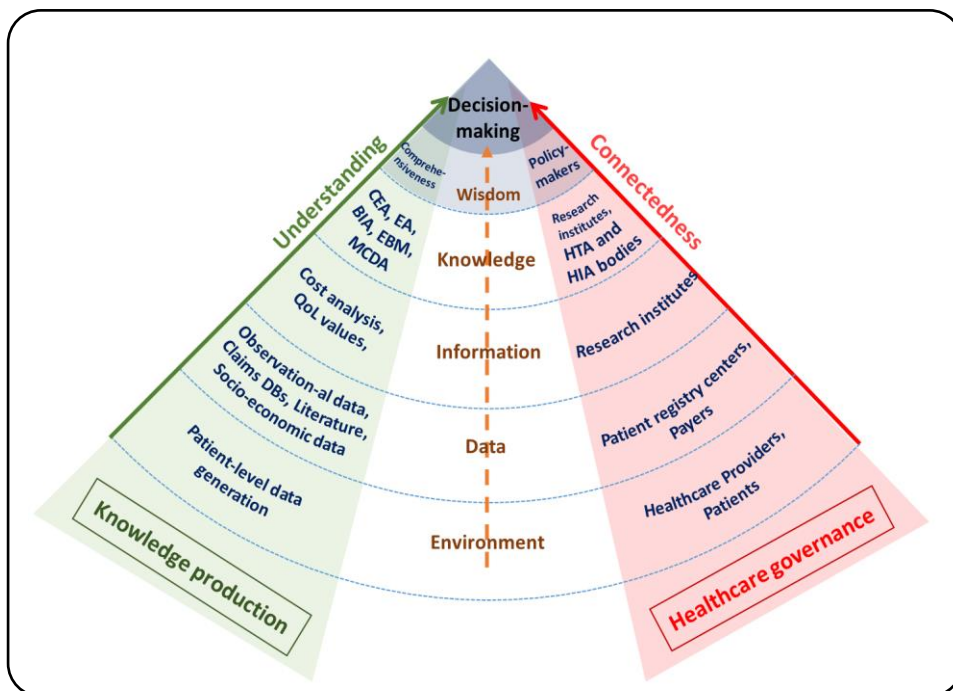 Decision-
making
Understanding
Connectedness
Comprehe-
nsiveness
Wisdom
Policy-
makers
CEA, EA,
BIA, EBM,
MCDA
Knowledge
Research
institutes,
HTA and
HIA bodies
Cost analysis,
QoL values,
Information
Research institutes
Observation-al data,
Claims DBs, Literature,
Socio-economic data
Data
Patient registry centers,
Payers
Patient-level data
generation
Environment
Healthcare Providers,
Patients
Knowledge production
Healthcare governance